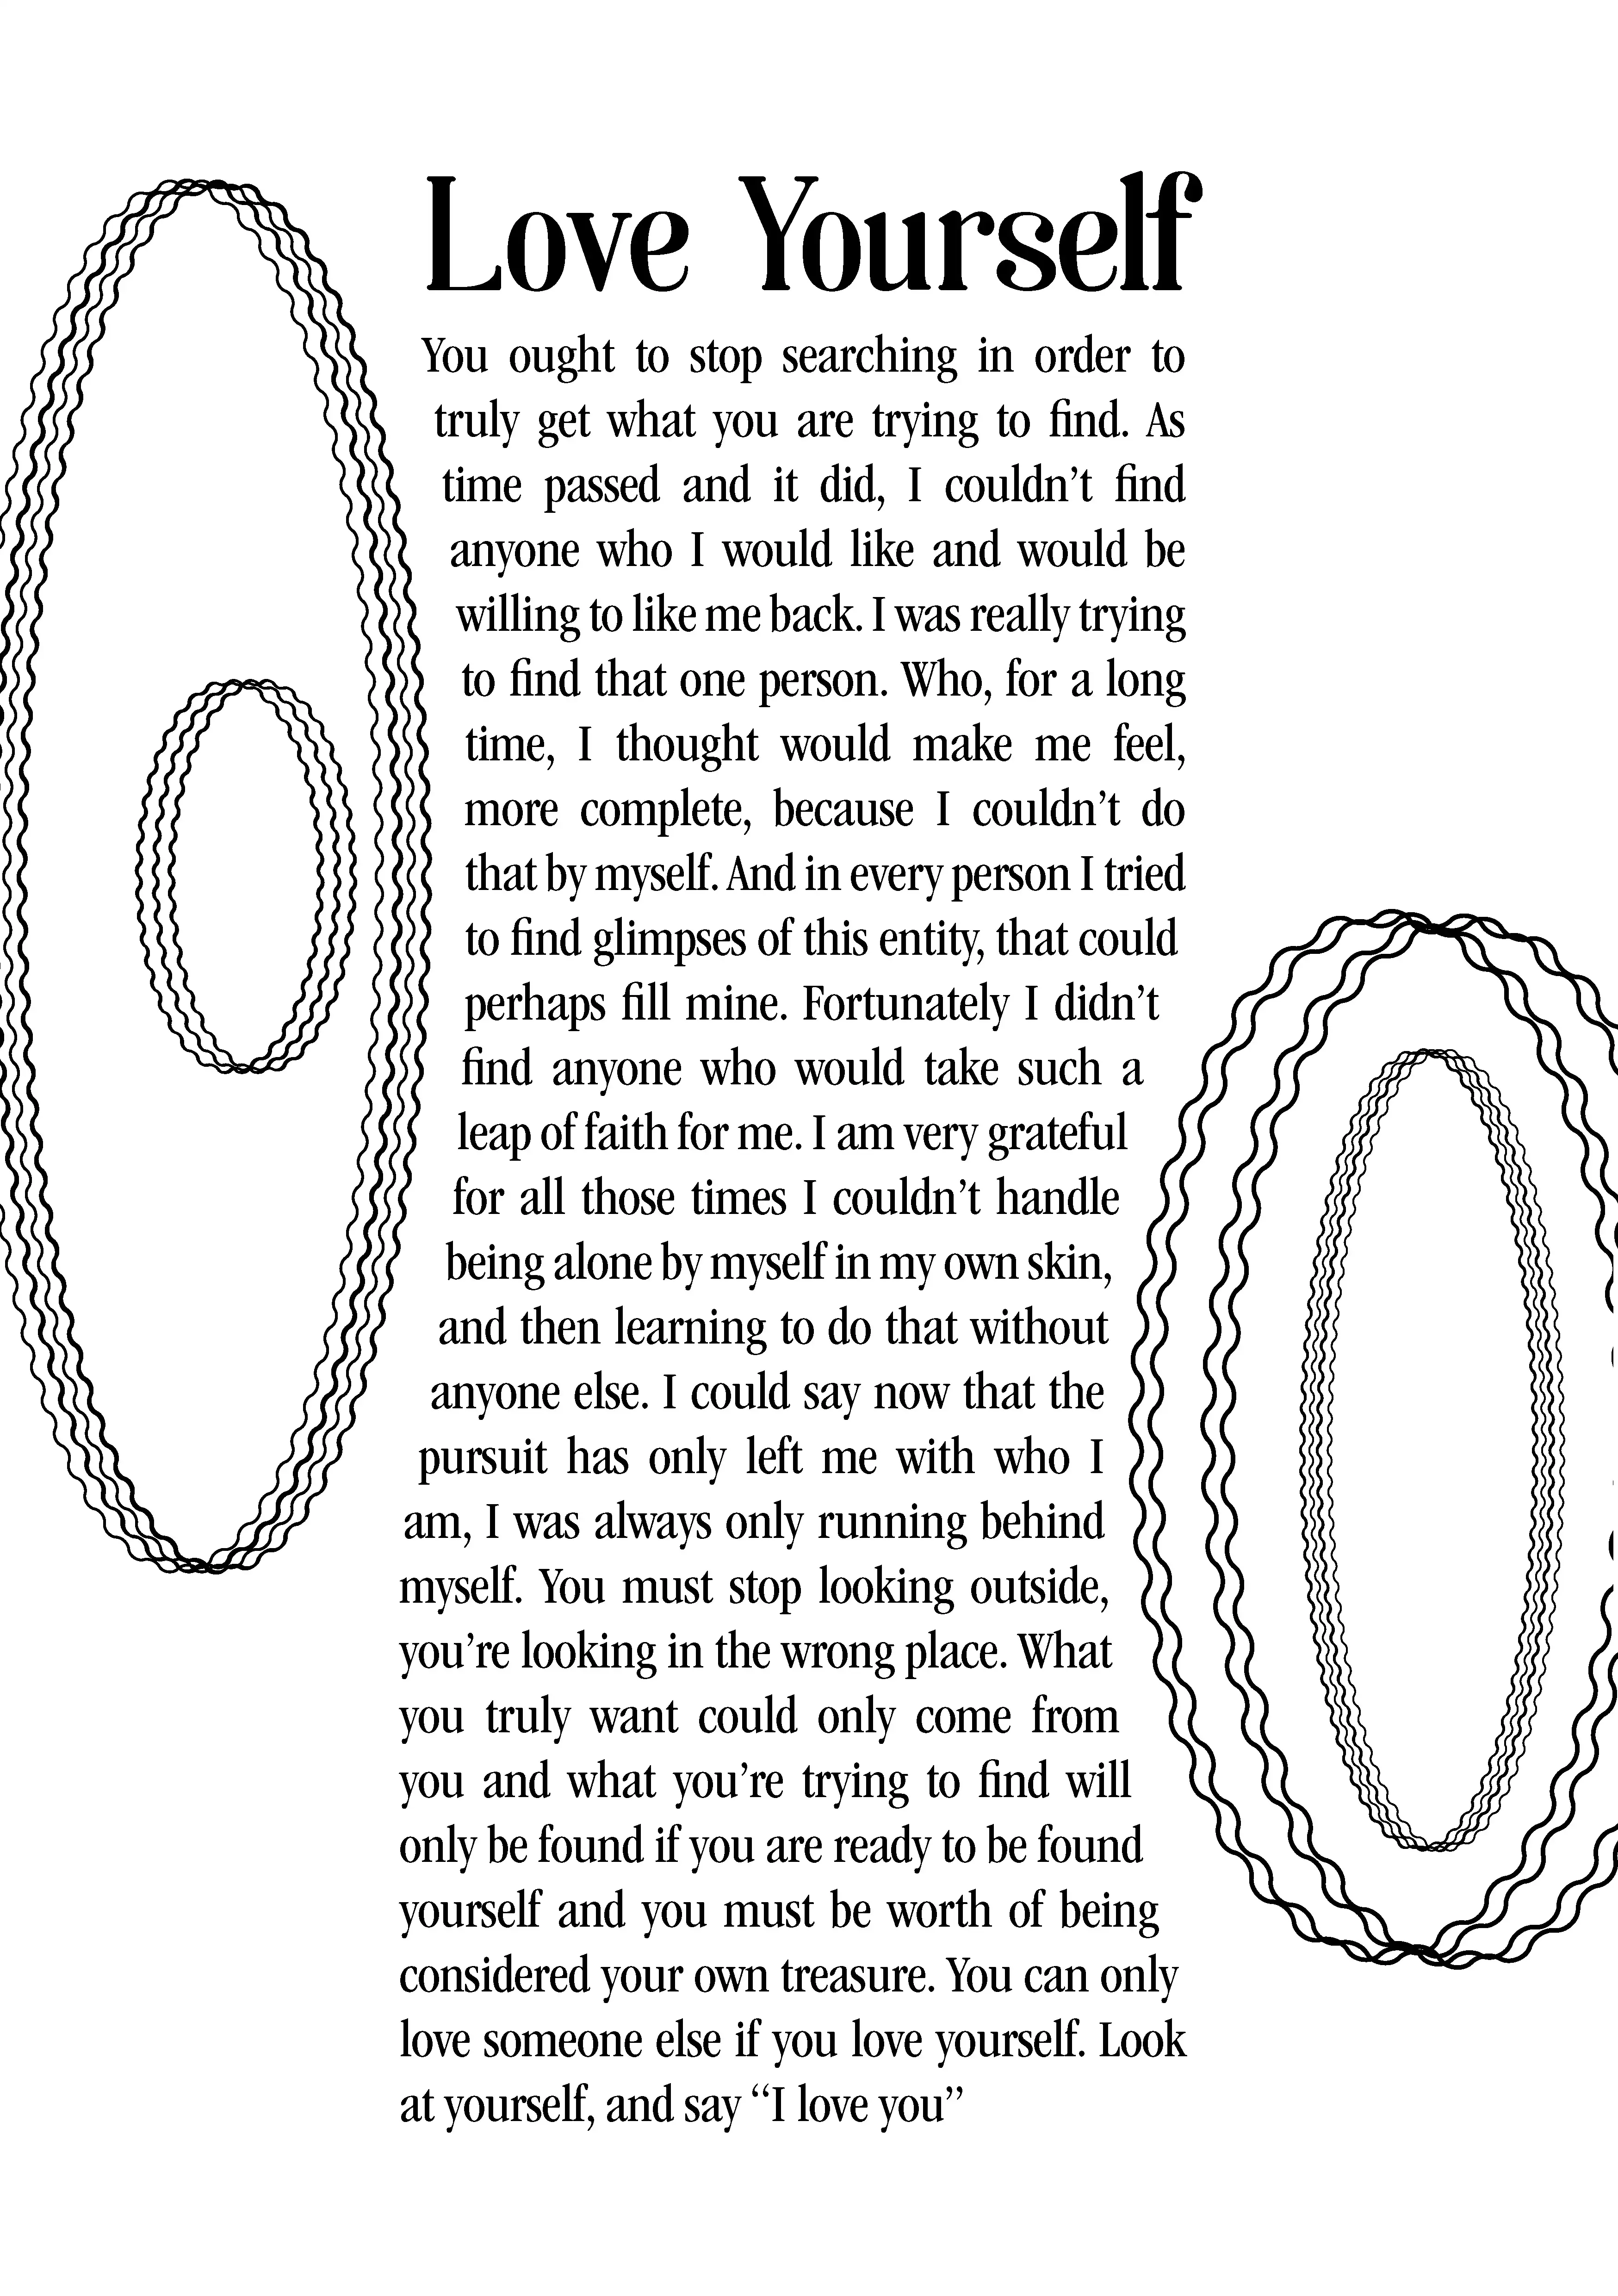 Love Yourself
You ought to stop searching in order to
truly get what you are trying to find. As
time passed and it did, I couldn’t find
anyone who I would like and would be
willing to like me back. I was really trying
to find that one person. Who, for a long
time, I thought would make me feel,
more complete, because I couldn’t do
that by myself. And in every person I tried
to find glimpses of this entity, that could
perhaps fill mine. Fortunately I didn’t
find anyone who would take such a
leap of faith for me. I am very grateful
for all those times I couldn’t handle
being alone by myself in my own skin,
and then learning to do that without
anyone else. I could say now that the
pursuit has only left me with who I
am, I was always only running behind
myself. You must stop looking outside,
you’re looking in the wrong place. What
you truly want could only come from
you and what you’re trying to find will
only be found if you are ready to be found
yourself and you must be worth of being
considered your own treasure. You can only
love someone else if you love yourself. Look
at yourself, and say “I love you”